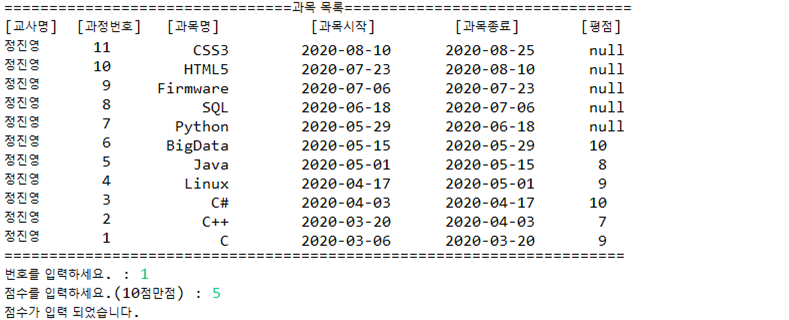 ================================과목 목록================================
[교사명] [과정번호] [과목명] [과목시작] [과목종료] [평점]
정진영 11 CSS3 2020-08-10 2020-08-25 null
정진영 10 HTML5 2020-07-23 2020-08-10 null
정진영 9 Firmware 2020-07-06 2020-07-23 null
정진영 8 SQL 2020-06-18 2020-07-06 null
정진영 7 Python 2020-05-29 2020-06-18 null
정진영 6 BigData 2020-05-15 2020-05-29 10
정진영 5 Java 2020-05-01 2020-05-15 8
정진영 4 Linux 2020-04-17 2020-05-01 9
정진영 3 C# 2020-04-03 2020-04-17 10
정진영 2 C++ 2020-03-20 2020-04-03 7
정진영 1 C 2020-03-06 2020-03-20 9
=====================================================================
번호를 입력하세요. : 1
점수를 입력하세요.(10점만점) : 5
점수가 입력 되었습니다.